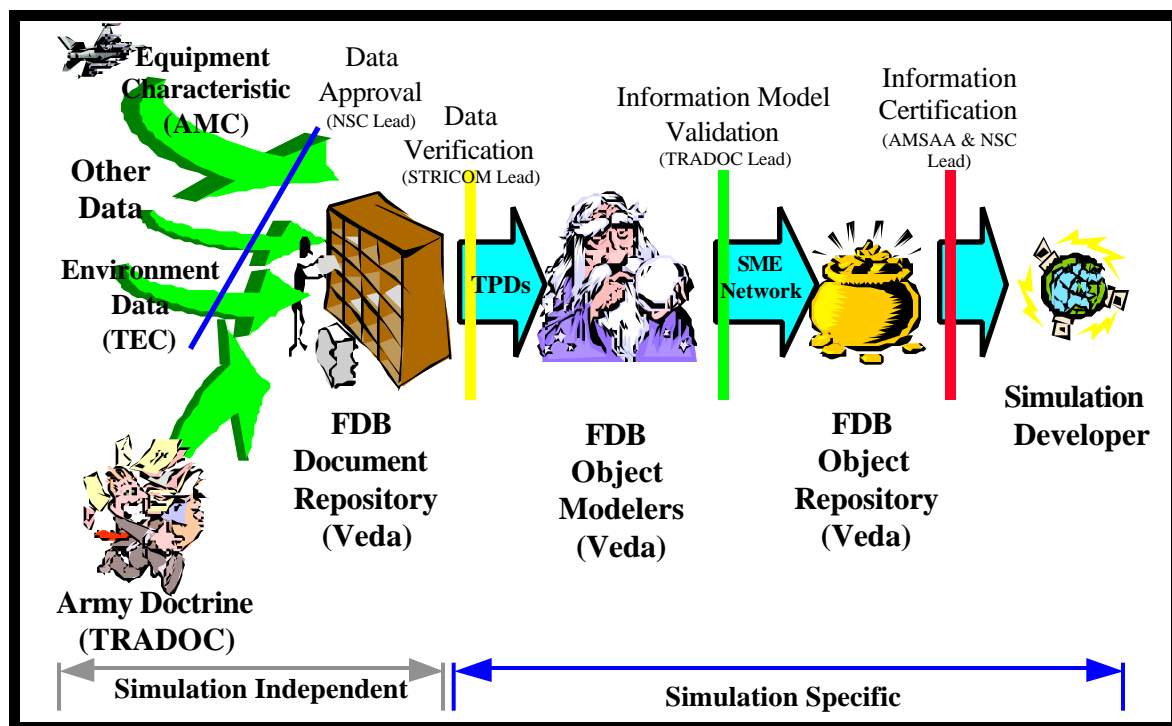 Equipment
Characteristic
(AMC)
Other
Data
Environment
Data
(TEC)
Army Doctrine
(TRADOC)
Data
Approval
(NSC Lead)
Data
Verification
(STRICOM Lead)
Information Model
Validation
(TRADOC Lead)
Information
Certification
(AMSAA & NSC
Lead)
TPDs
SME
Network
FDB
Document
Repository
(Veda)
FDB
Object
Modelers
(Veda)
FDB
Object
Repository
(Veda)
Simulation
Developer
Simulation Independent
Simulation Specific